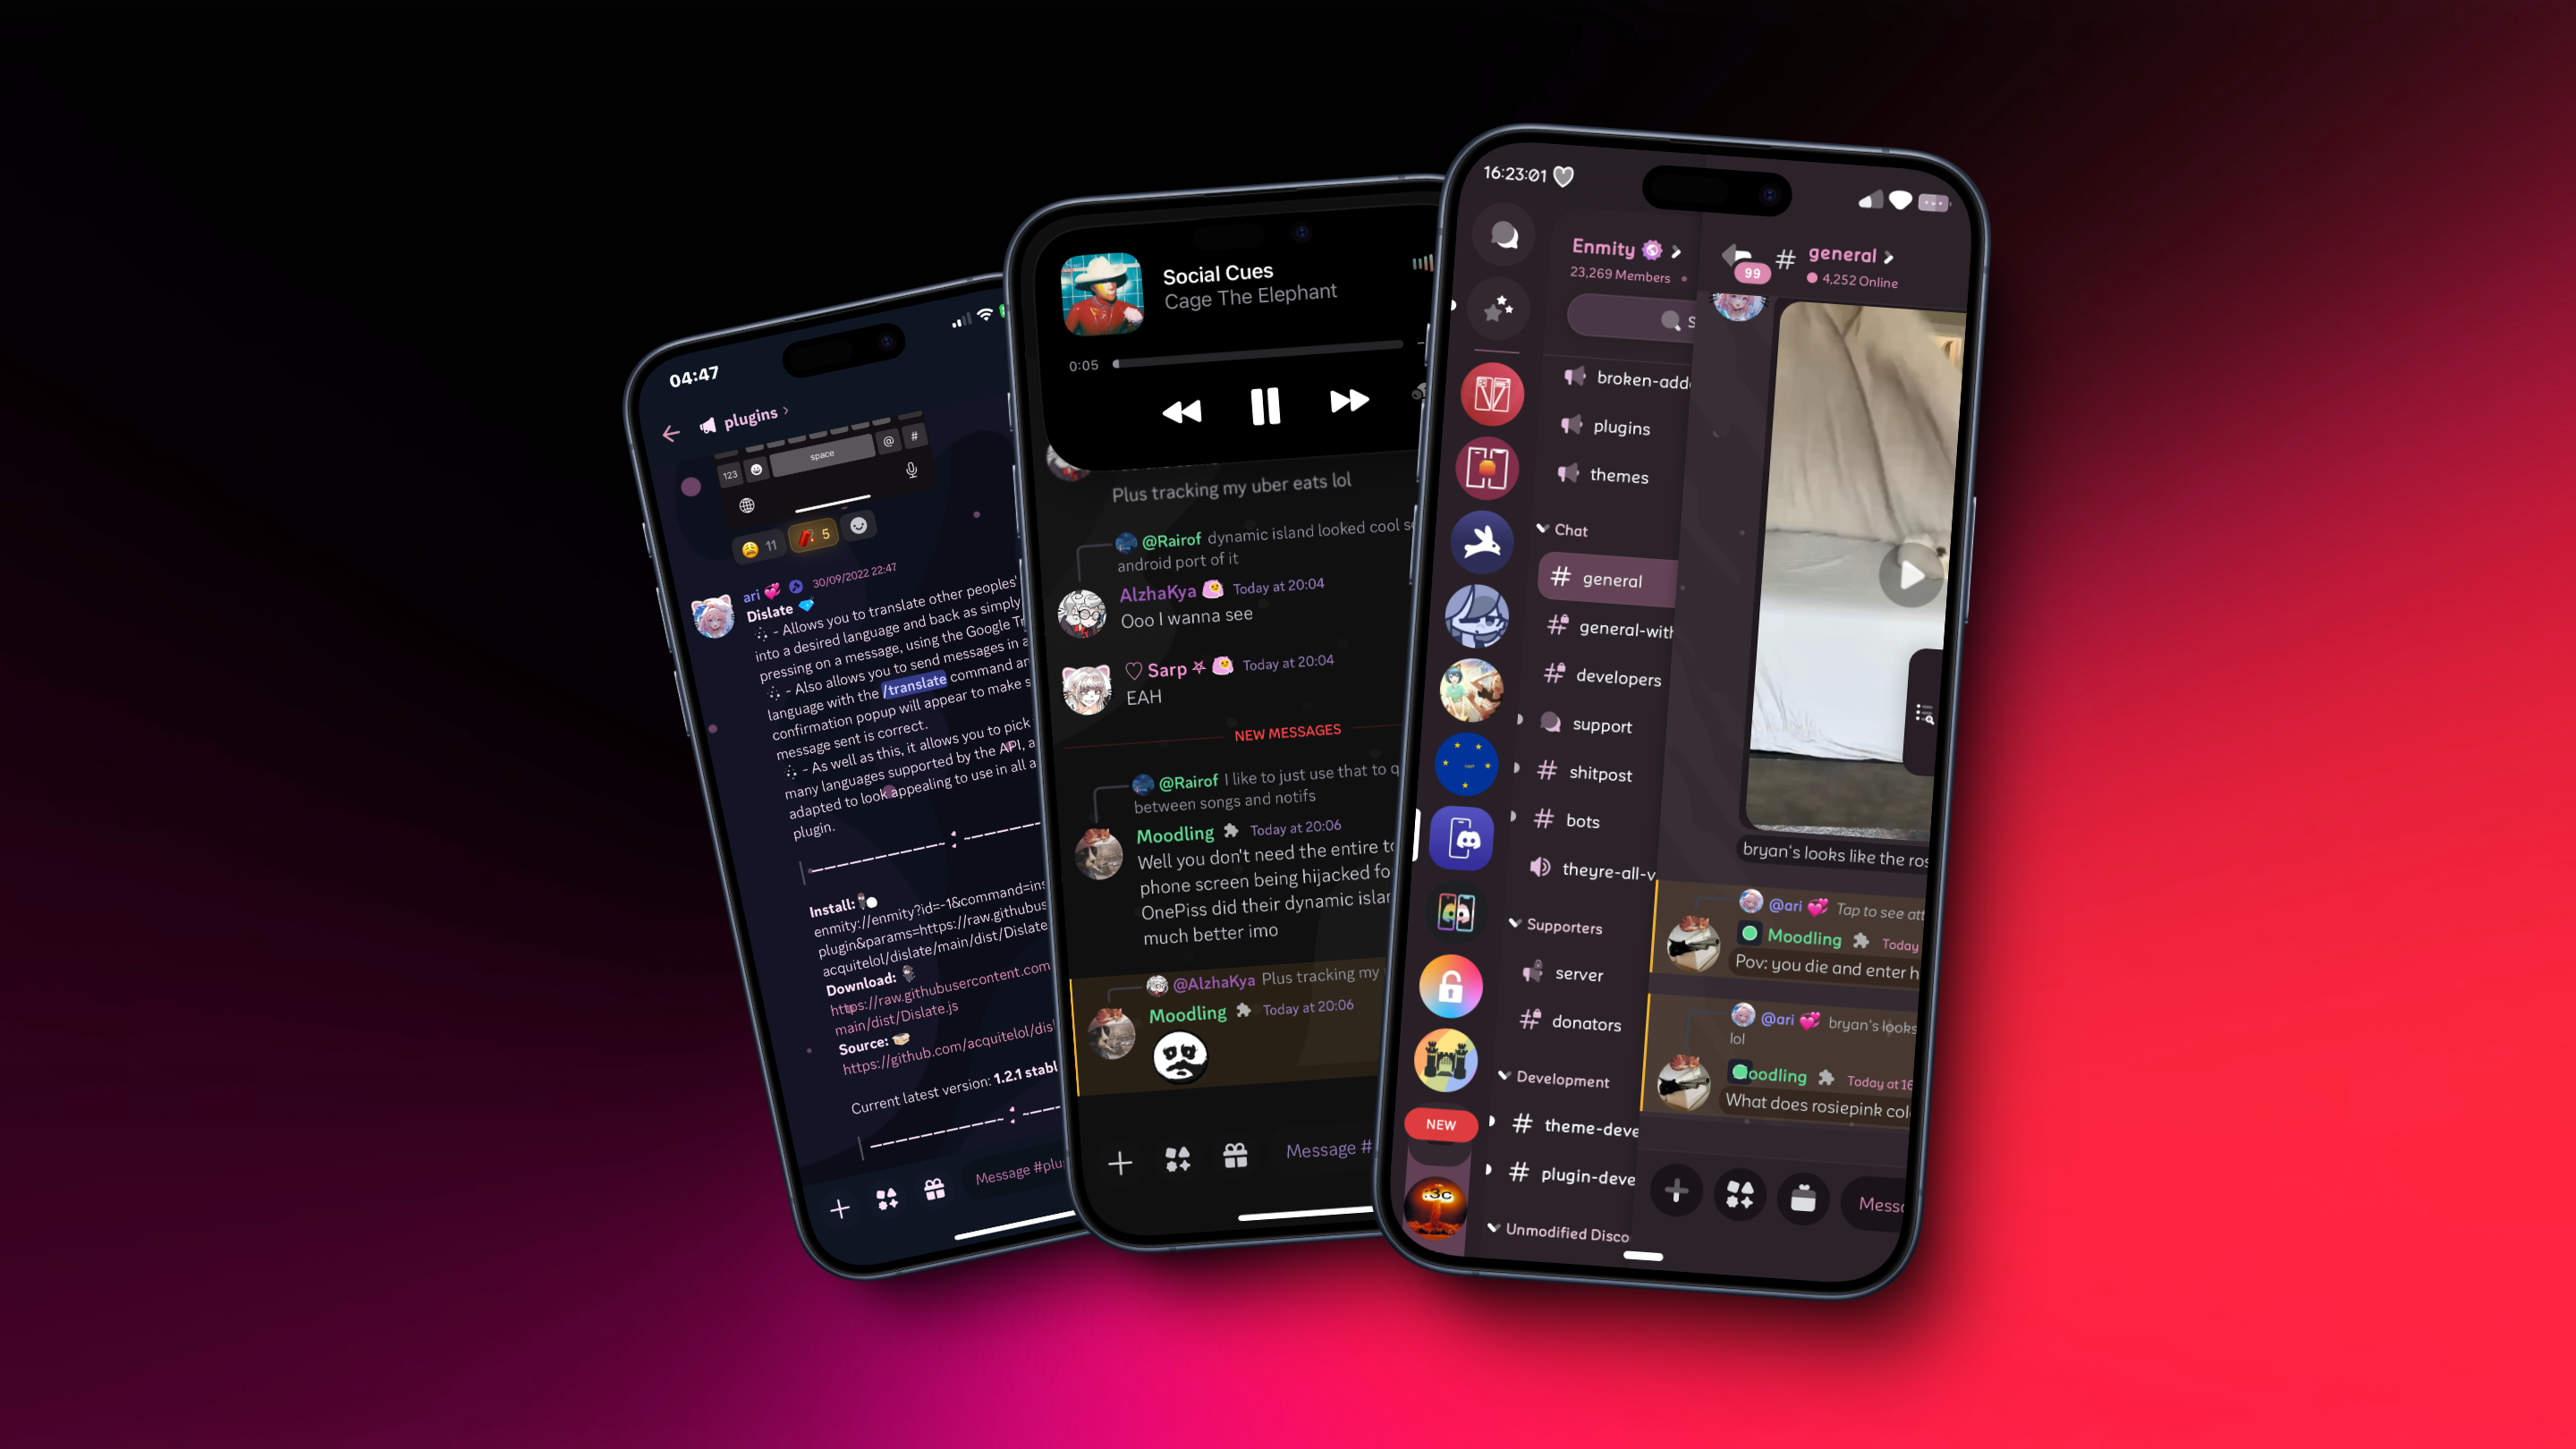 04:47
plugins
123
space
@
#
11
5
ari 30/09/2022 22:47
Dislate
- Allows you to translate other peoples'
into a desired language and back as simply
pressing on a message, using the Google
- Also allows you to send messages in
language with the /translate command
confirmation popup will appear to make
message sent is correct.
- As well as this, it allows you to pick
many languages supported by the API,
adapted to look appealing to use in all
plugin.
Install:
enmity://enmity?id=-1&command=ins
plugin&params=https://raw.githubus
acquitelol/dislate/main/dist/Dislate
Download:
https://raw.githubusercontent.com
main/dist/Dislate.js
Source:
https://github.com/acquitelol/disl
Current latest version: 1.2.1 stabl
Message #plu
Social Cues
Cage The Elephant
0:05
Plus tracking my uber eats lol
@Rairof dynamic island looked cool
android port of it
AlzhaKya Today at 20:04
Ooo I wanna see
Sarp Today at 20:04
EAH
NEW MESSAGES
@Rairof I like to just use that to
between songs and notifs
Moodling Today at 20:06
Well you don't need the entire
phone screen being hijacked
OnePiss did their dynamic
much better imo
@AlzhaKya Plus tracking my
Moodling Today at 20:06
Message #
16:23:01
Enmity
23,269 Members
S
broken-add
plugins
themes
Chat
general
general-with
developers
support
shitpost
bots
theyre-all-v
Supporters
server
donators
Development
theme-deve
plugin-deve
Unmodified Disco
NEW
:3c
99
# general
4,252 Online
bryan's looks like the ros
@ari Tap to see att
Moodling Today
Pov: you die and enter h
@ari bryan's looks
lol
oodling Today at 16
What does rosiepink col
Mess